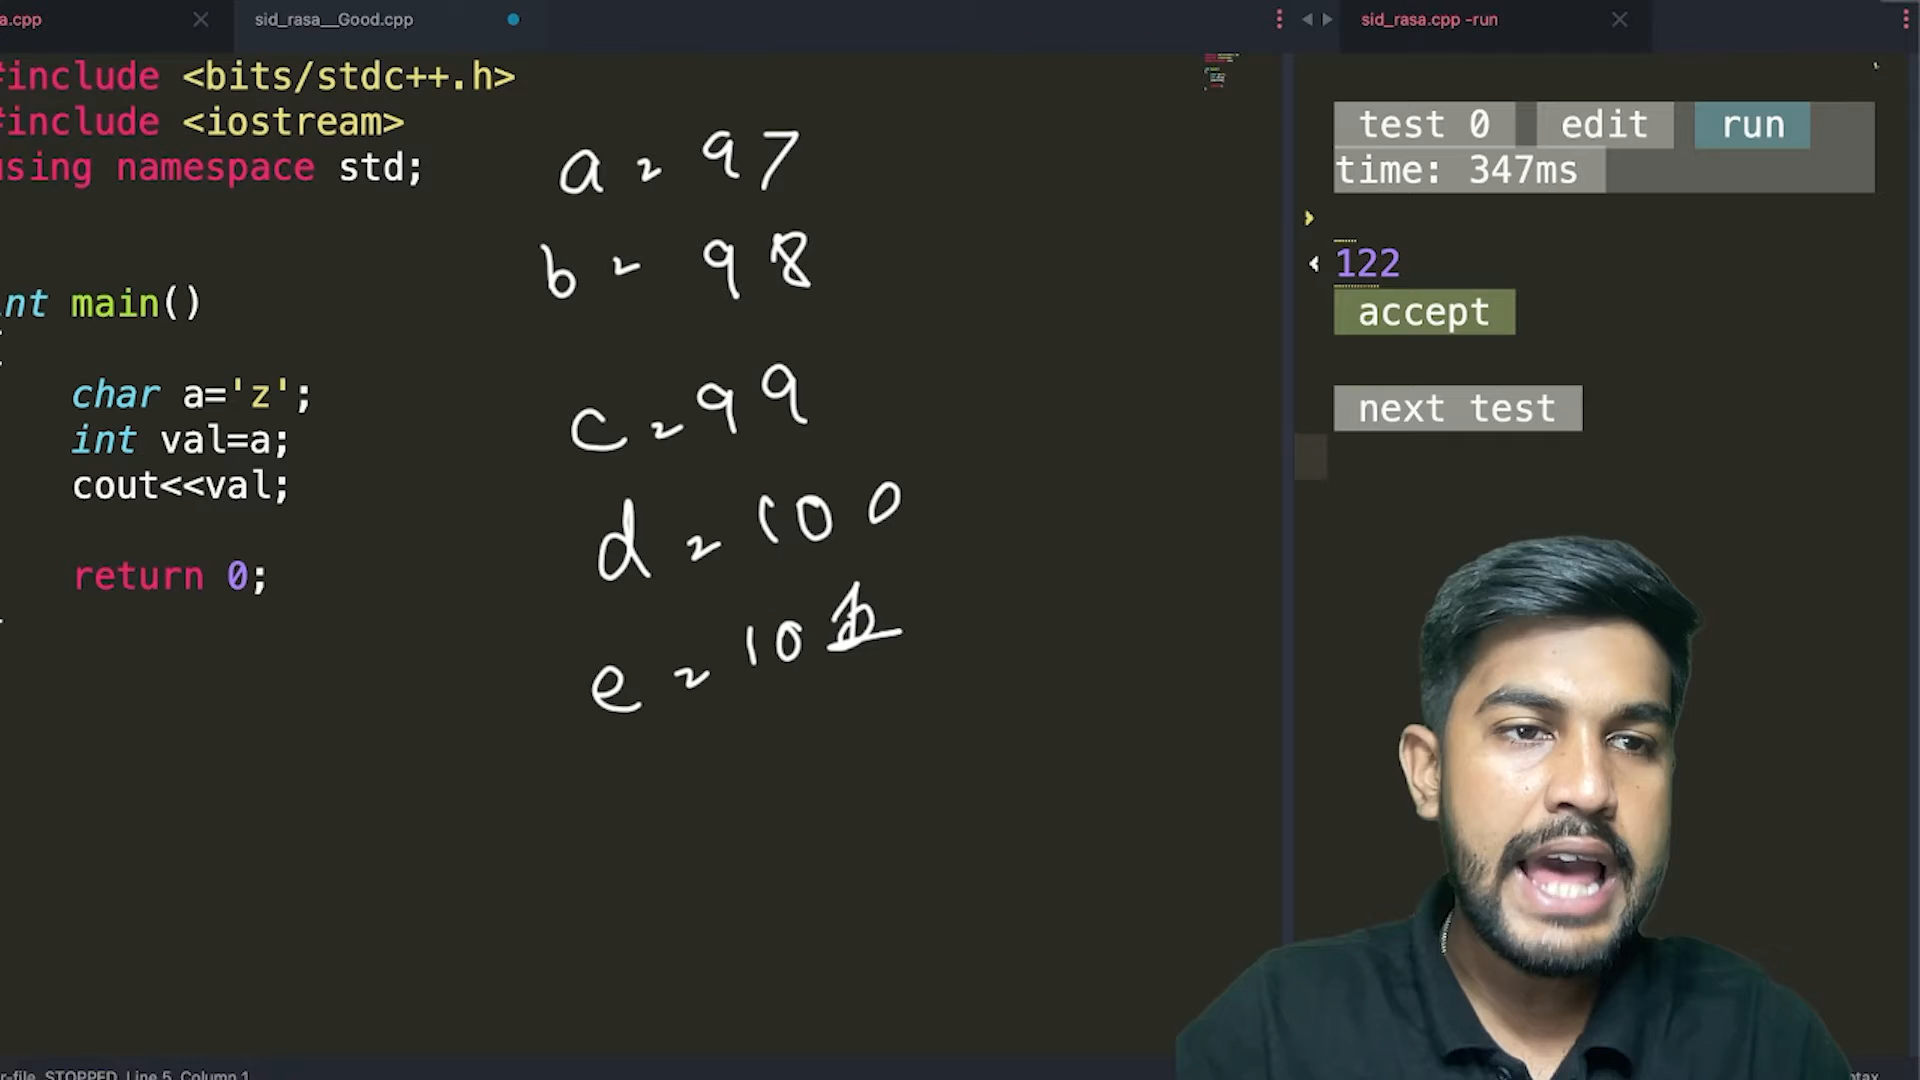 a.cpp
sid_rasa__Good.cpp
sid_rasa.cpp -run
#include <bits/stdc++.h>
#include <iostream>
using namespace std;
int main()
char a='z';
int val=a;
cout<<val;
return 0;
a = 97
b = 98
c = 99
d = 100
e = 10
test 0 edit run
time: 347ms
122
accept
next test
r-file, STOPPED, Line 5, Column 1
ntax